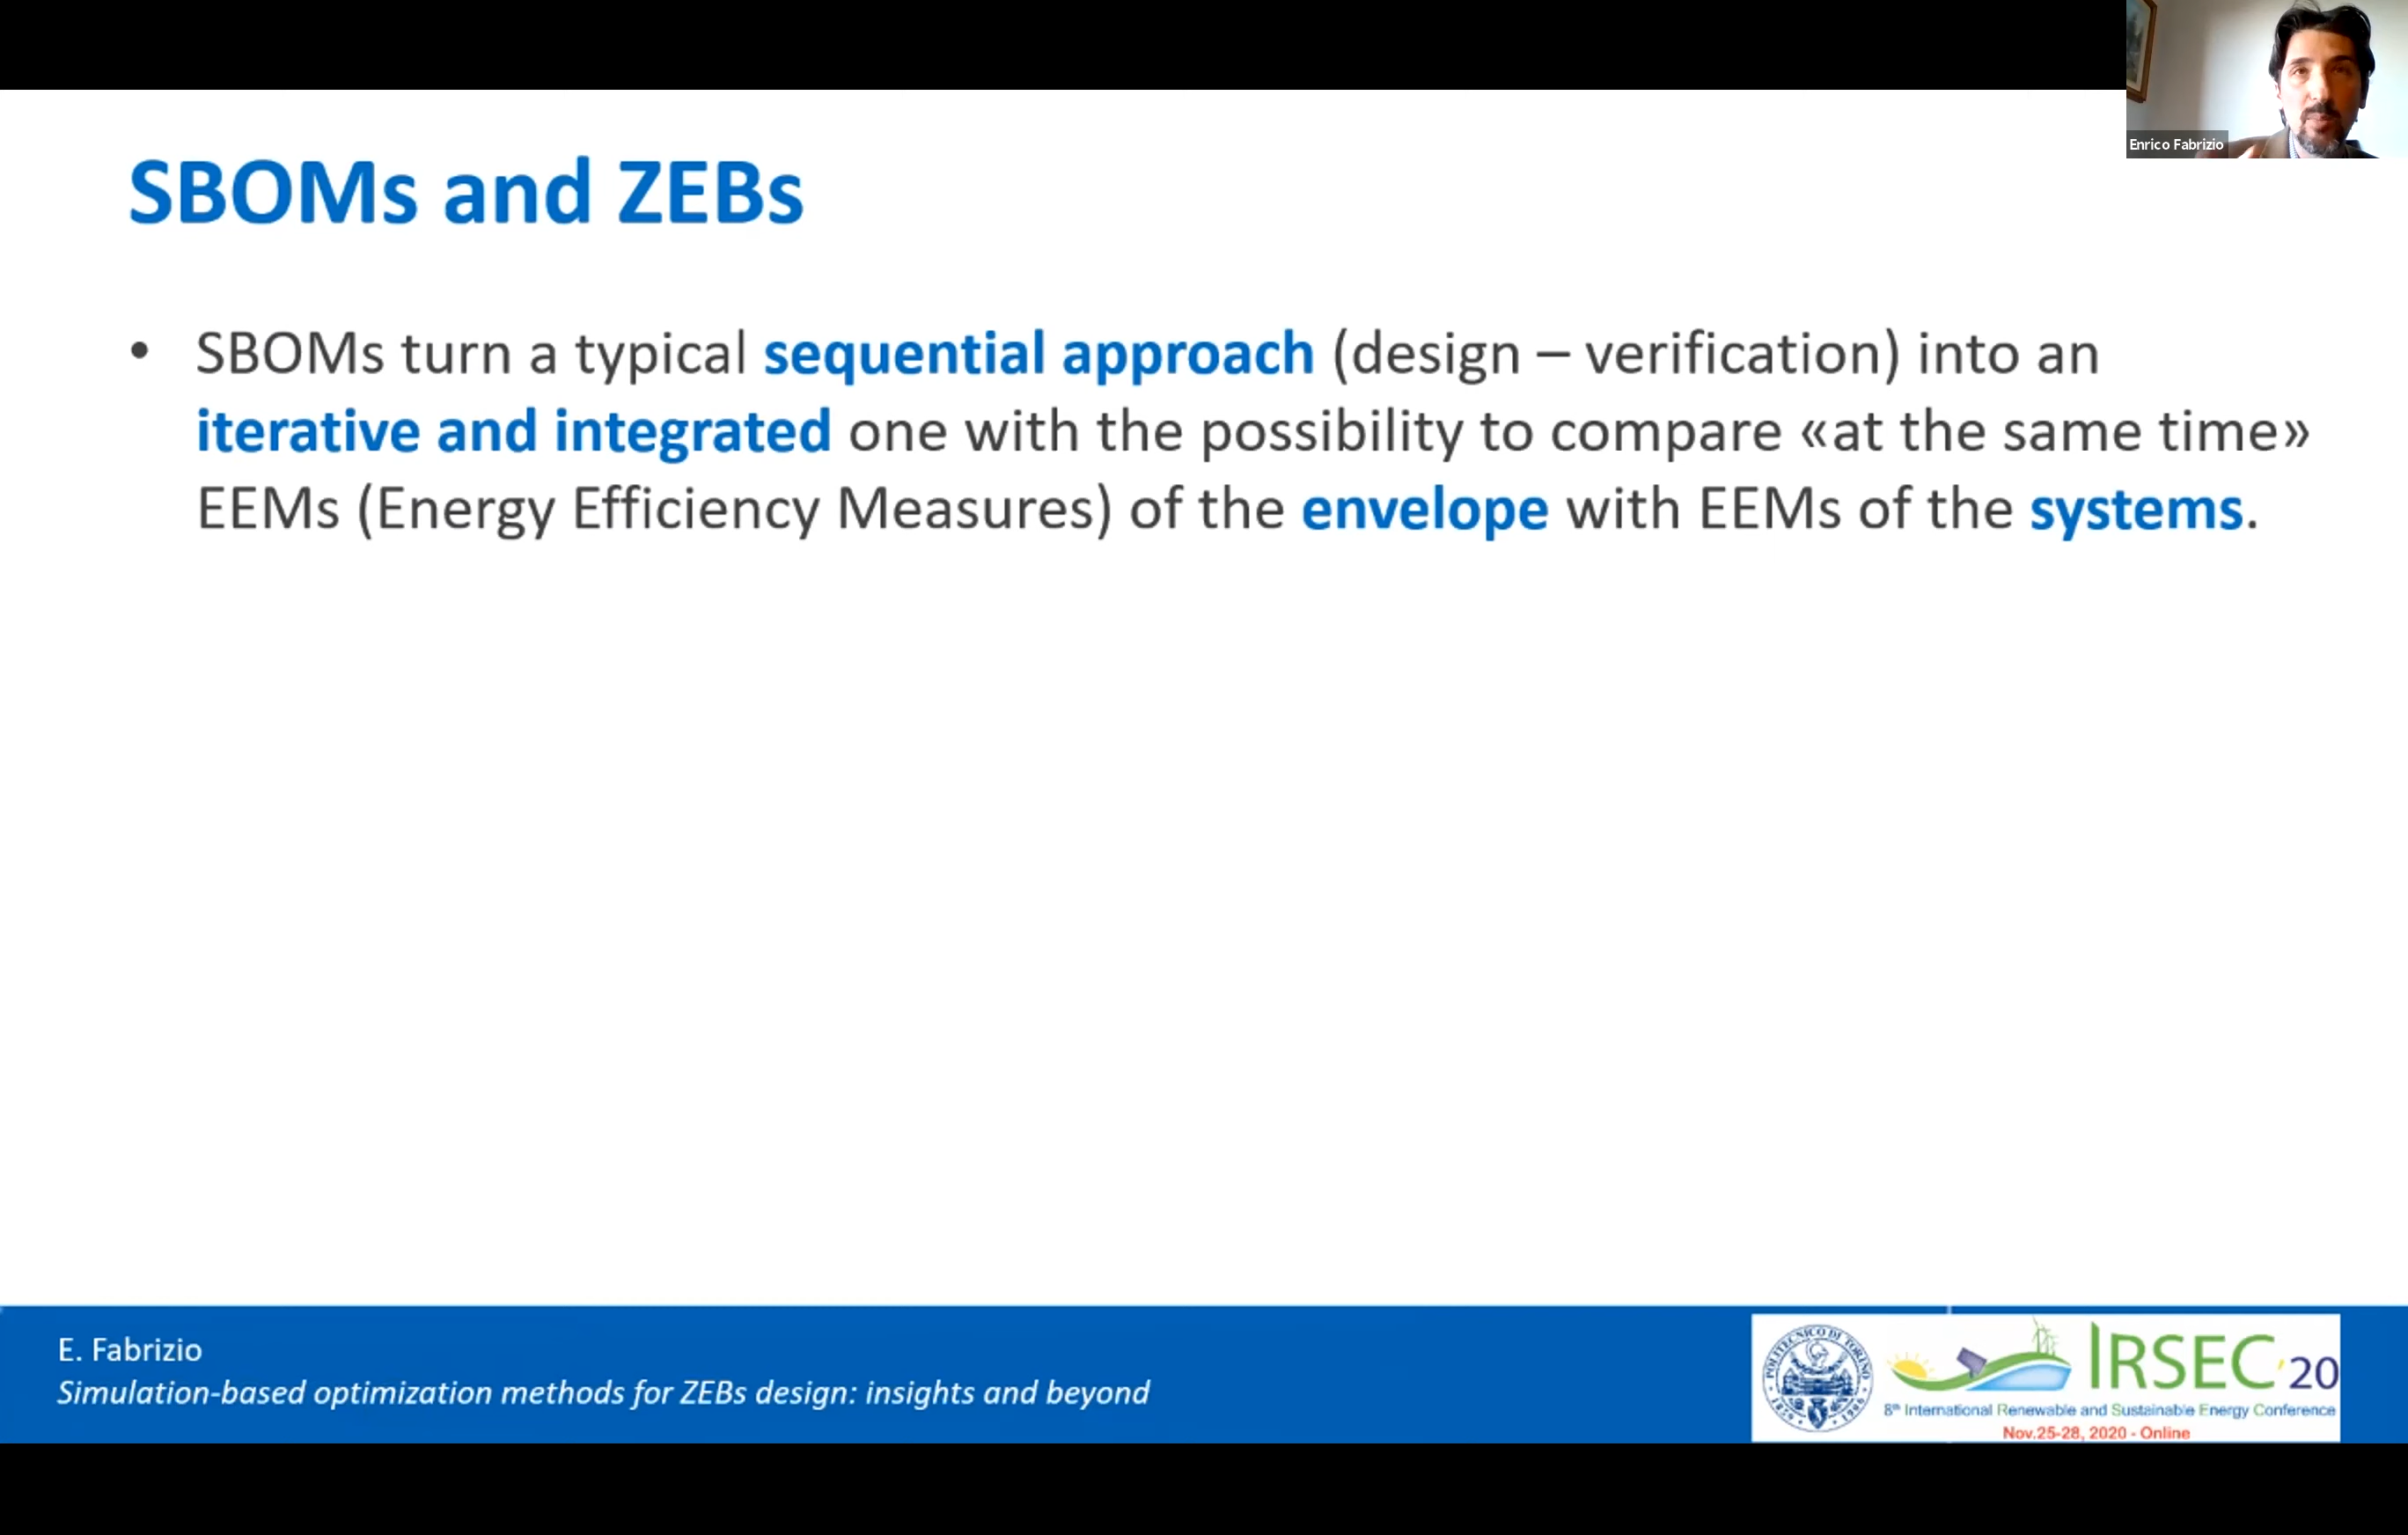 Enrico Fabrizio
SBOMs and ZEBs
• SBOMs turn a typical sequential approach (design – verification) into an
iterative and integrated one with the possibility to compare «at the same time»
EEMs (Energy Efficiency Measures) of the envelope with EEMs of the systems.
E. Fabrizio
Simulation-based optimization methods for ZEBs design: insights and beyond
POLITECNICO DI TORINO
IRSEC'20
8th International Renewable and Sustainable Energy Conference
Nov.25-28, 2020 - Online